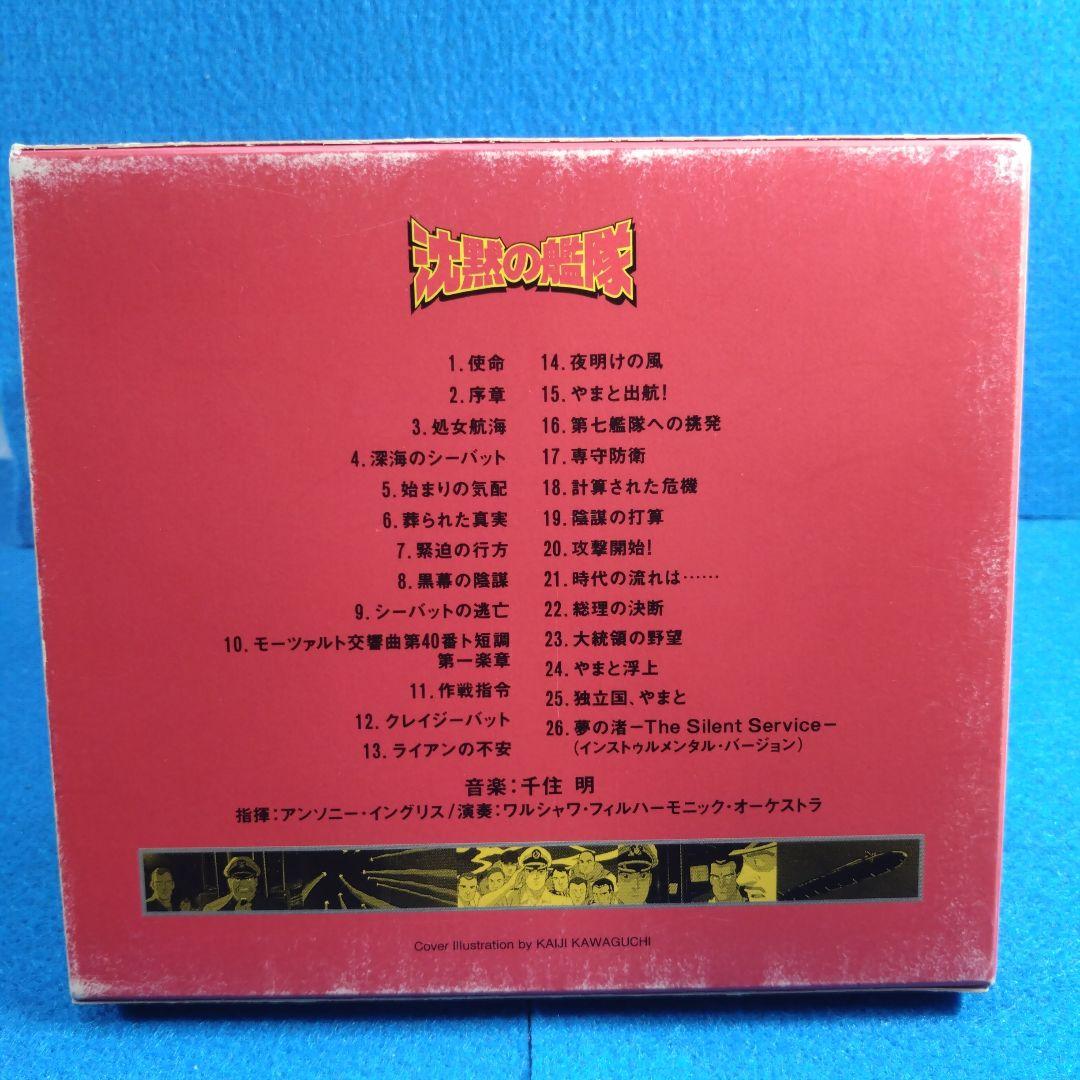 沈黙の艦隊
1.使命
2.序章
3.処女航海
4.深海のシーバット
5.始まりの気配
6.葬られた真実
7.緊迫の行方
8.黒幕の陰謀
9.シーバットの逃亡
10.モーツァルト交響曲第40番ト短調
第一楽章
11.作戦指令
12.クレイジーバット
13.ライアンの不安
14.夜明けの風
15.やまと出航!
16.第七艦隊への挑発
17.専守防衛
18.計算された危機
19.陰謀の打算
20.攻撃開始!
21.時代の流れは……
22.総理の決断
23.大統領の野望
24.やまと浮上
25.独立国、やまと
26.夢の渚－The Silent Service－
(インストゥルメンタル・バージョン)
音楽:千住 明
指揮:アンソニー・イングリス/演奏:ワルシャワ・フィルハーモニック・オーケストラ
Cover Illustration by KAIJI KAWAGUCHI